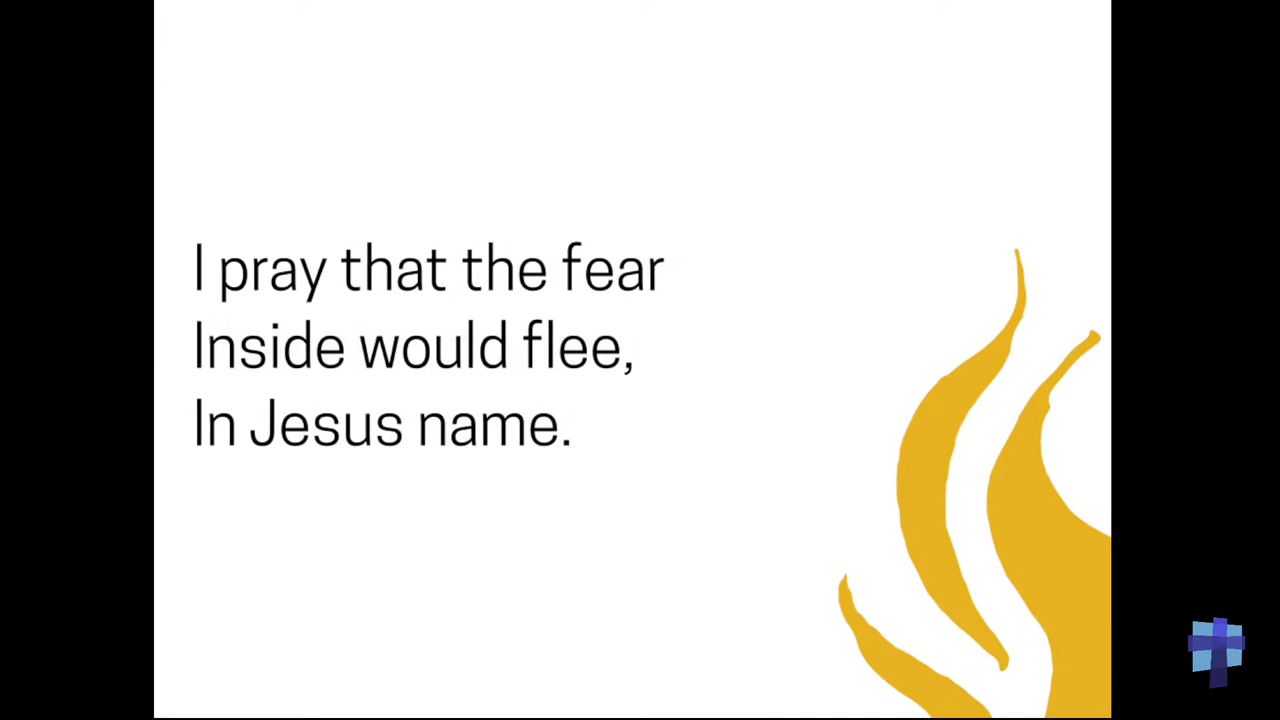 I pray that the fear
Inside would flee,
In Jesus name.